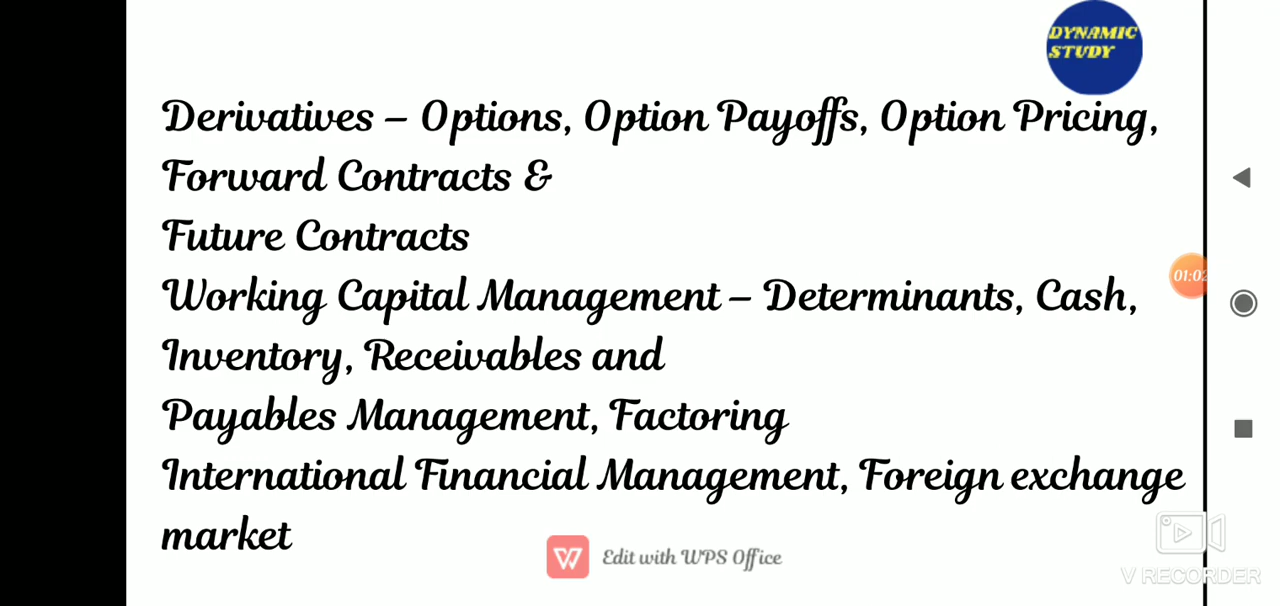 DYNAMIC
STUDY
Derivatives – Options, Option Payoffs, Option Pricing,
Forward Contracts &
Future Contracts
01:02
Working Capital Management – Determinants, Cash,
Inventory, Receivables and
Payables Management, Factoring
International Financial Management, Foreign exchange
market
Edit with WPS Office
V RECORDER